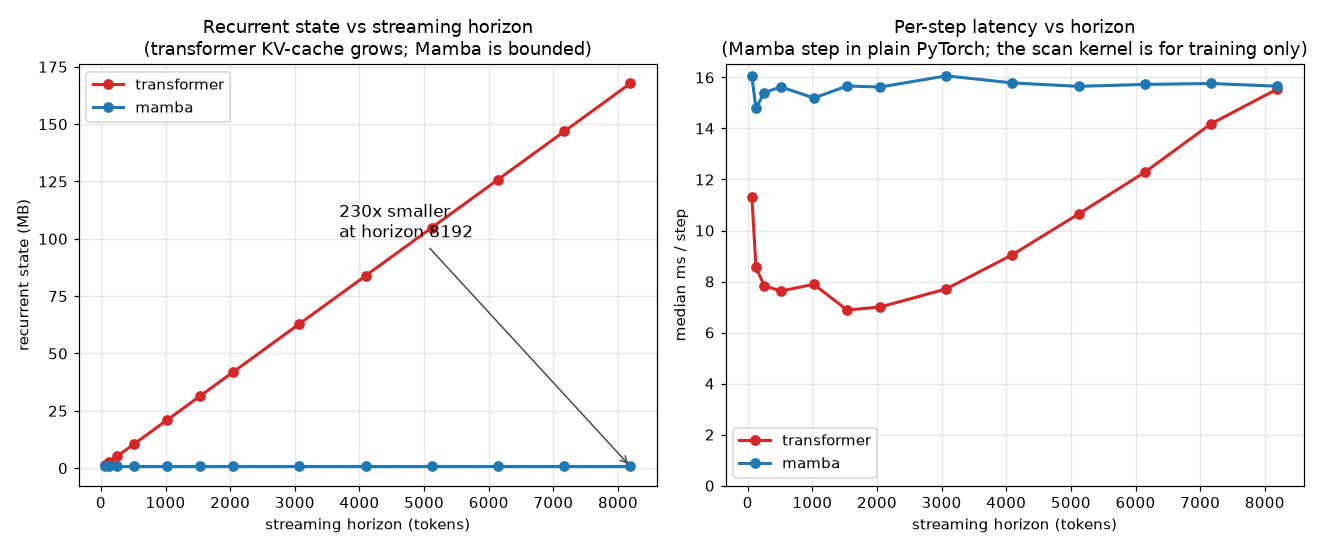 Recurrent state vs streaming horizon
(transformer KV-cache grows; Mamba is bounded)
175
150
125
100
75
50
25
0
recurrent state (MB)
transformer
mamba
230x smaller
at horizon 8192
0 1000 2000 3000 4000 5000 6000 7000 8000
streaming horizon (tokens)
Per-step latency vs horizon
(Mamba step in plain PyTorch; the scan kernel is for training only)
16
14
12
10
8
6
4
2
0
median ms / step
transformer
mamba
0 1000 2000 3000 4000 5000 6000 7000 8000
streaming horizon (tokens)